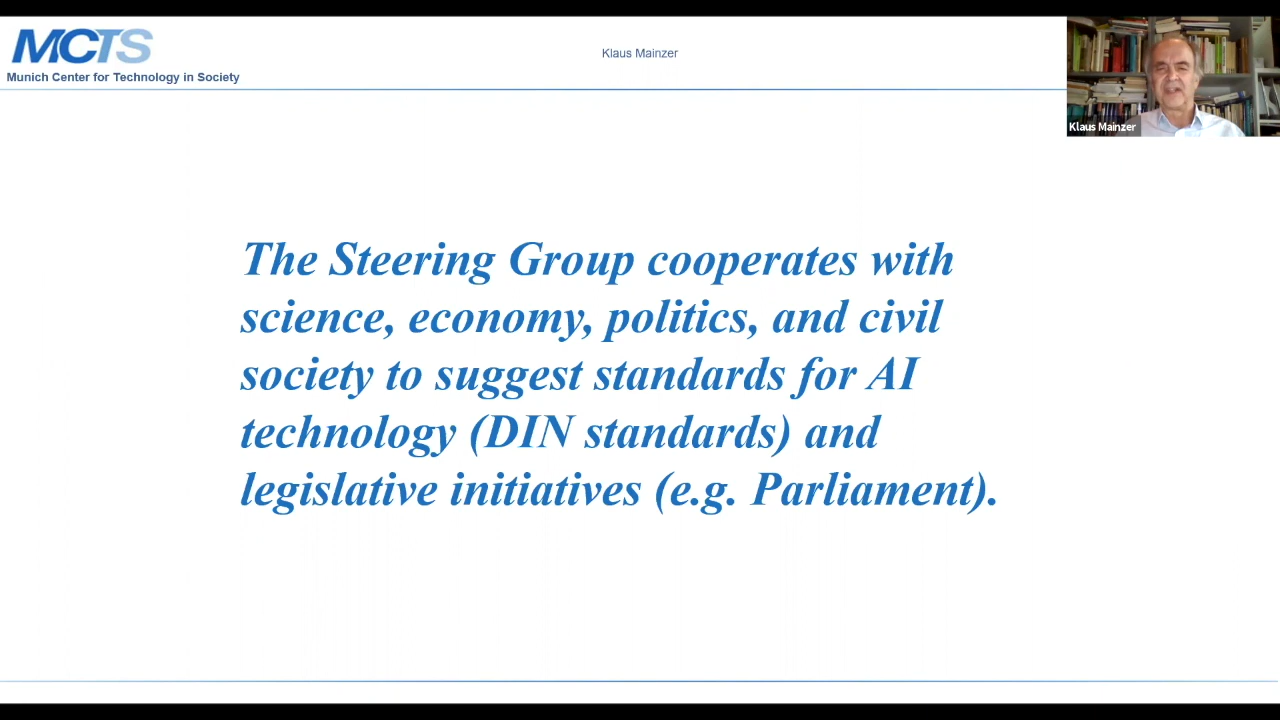 MCTS
Munich Center for Technology in Society
Klaus Mainzer
Klaus Mainzer
The Steering Group cooperates with
science, economy, politics, and civil
society to suggest standards for AI
technology (DIN standards) and
legislative initiatives (e.g. Parliament).